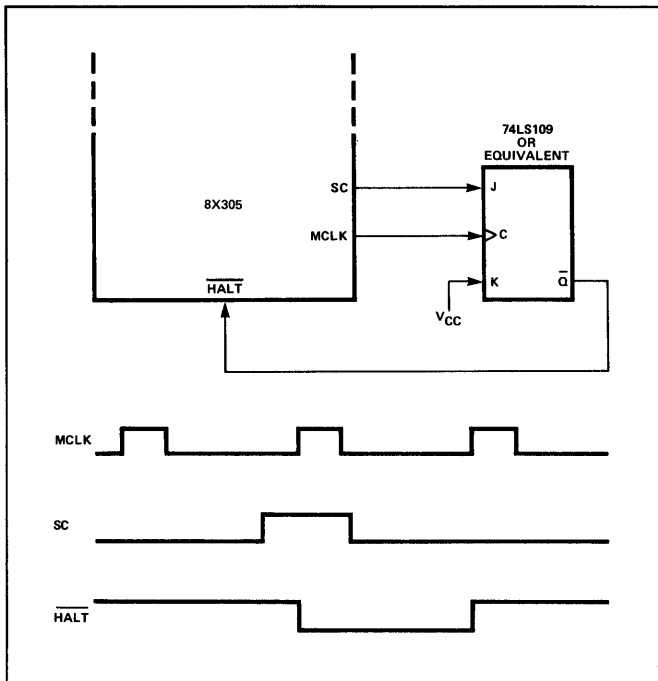 74LS109
OR
EQUIVALENT
SC
J
8X305
MCLK
C
HALT
K
Q
VCC
MCLK
SC
HALT